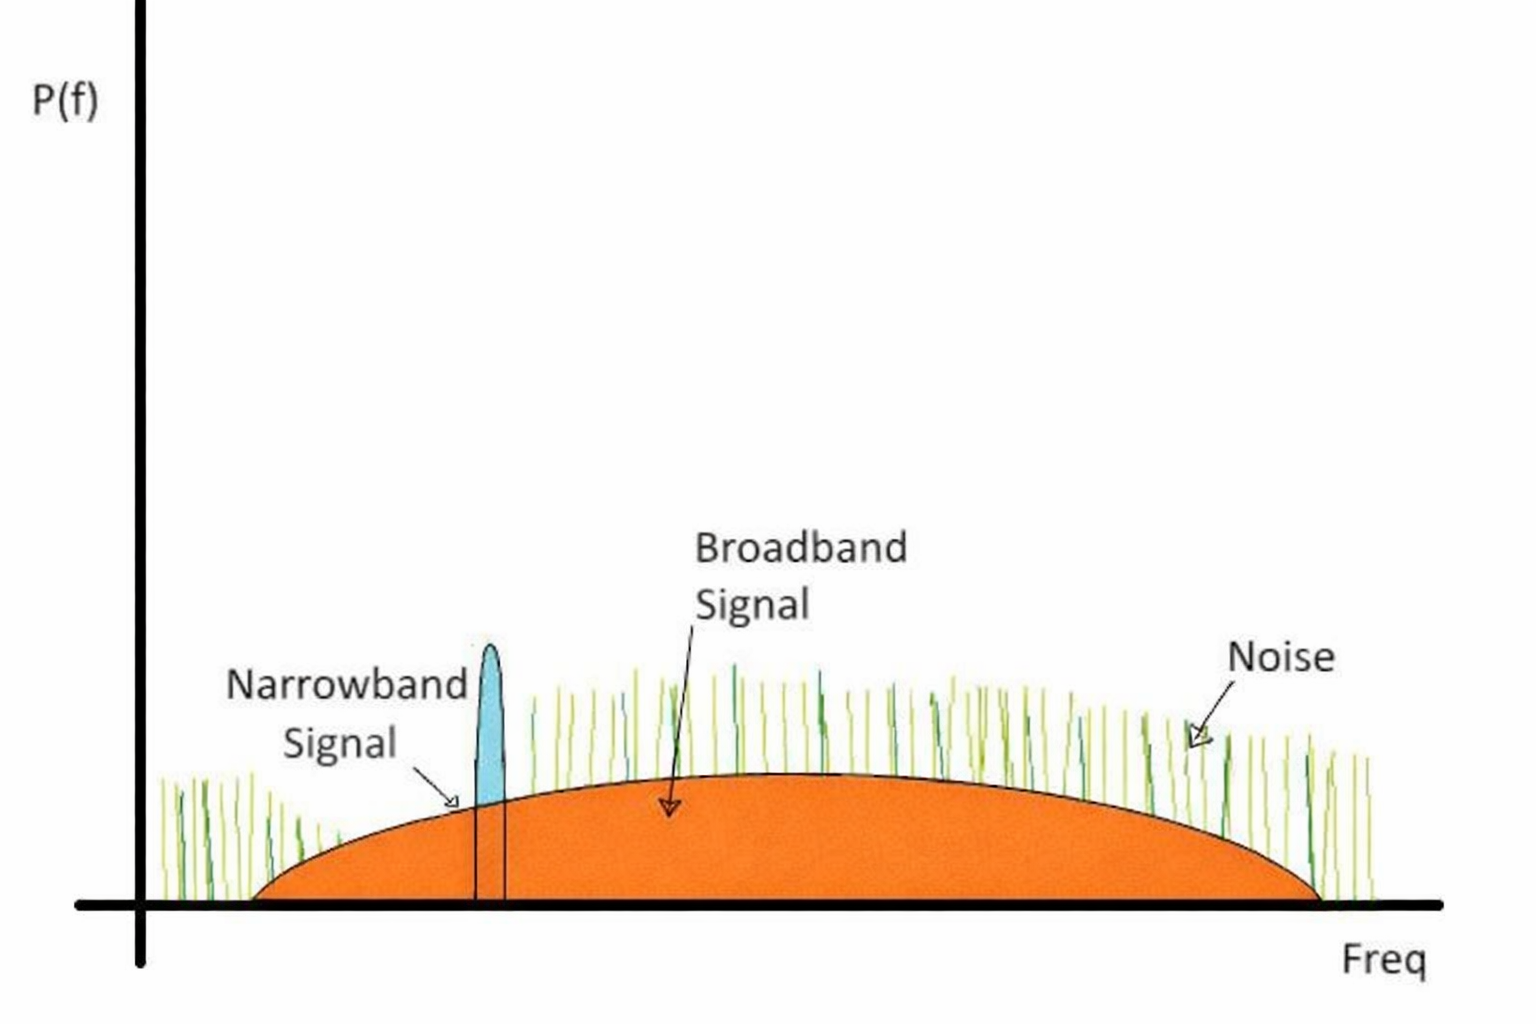 P(f)
Broadband
Signal
Narrowband
Signal
Noise
Freq